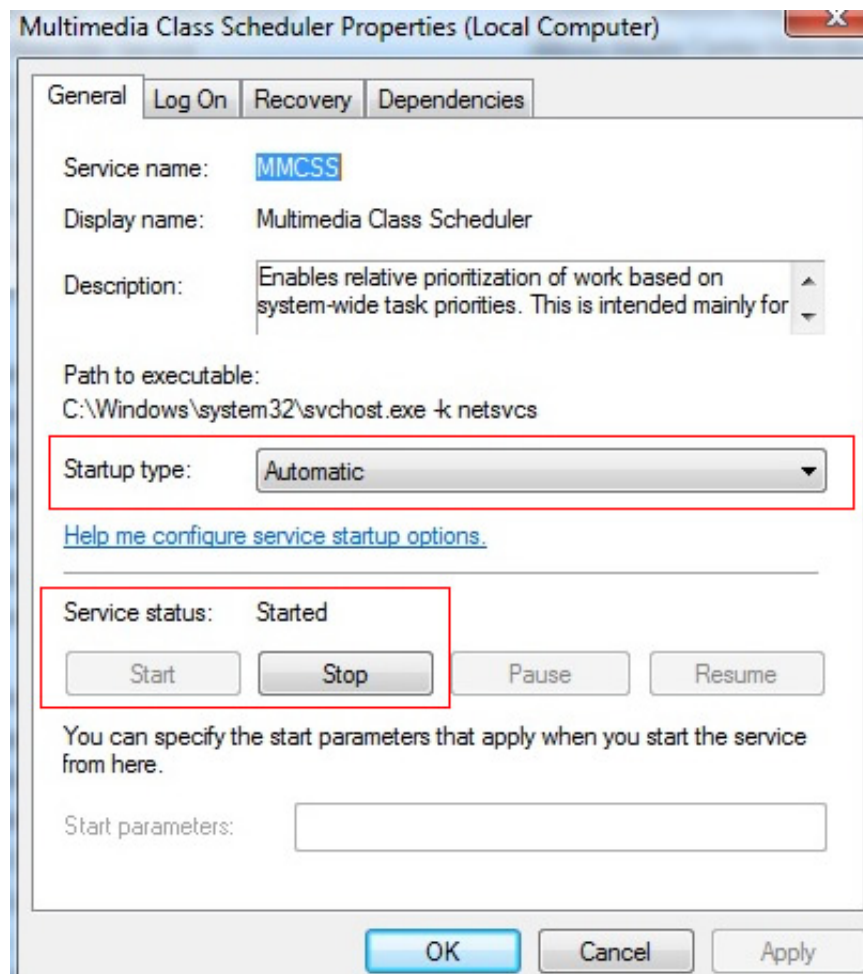 Multimedia Class Scheduler Properties (Local Computer)
General Log On Recovery Dependencies
Service name: MMCSS
Display name: Multimedia Class Scheduler
Description: Enables relative prioritization of work based on
system-wide task priorities. This is intended mainly for
Path to executable:
C:\Windows\system32\svchost.exe -k netsvcs
Startup type: Automatic
Help me configure service startup options.
Service status: Started
Start Stop Pause Resume
You can specify the start parameters that apply when you start the service
from here.
Start parameters:
OK Cancel Apply